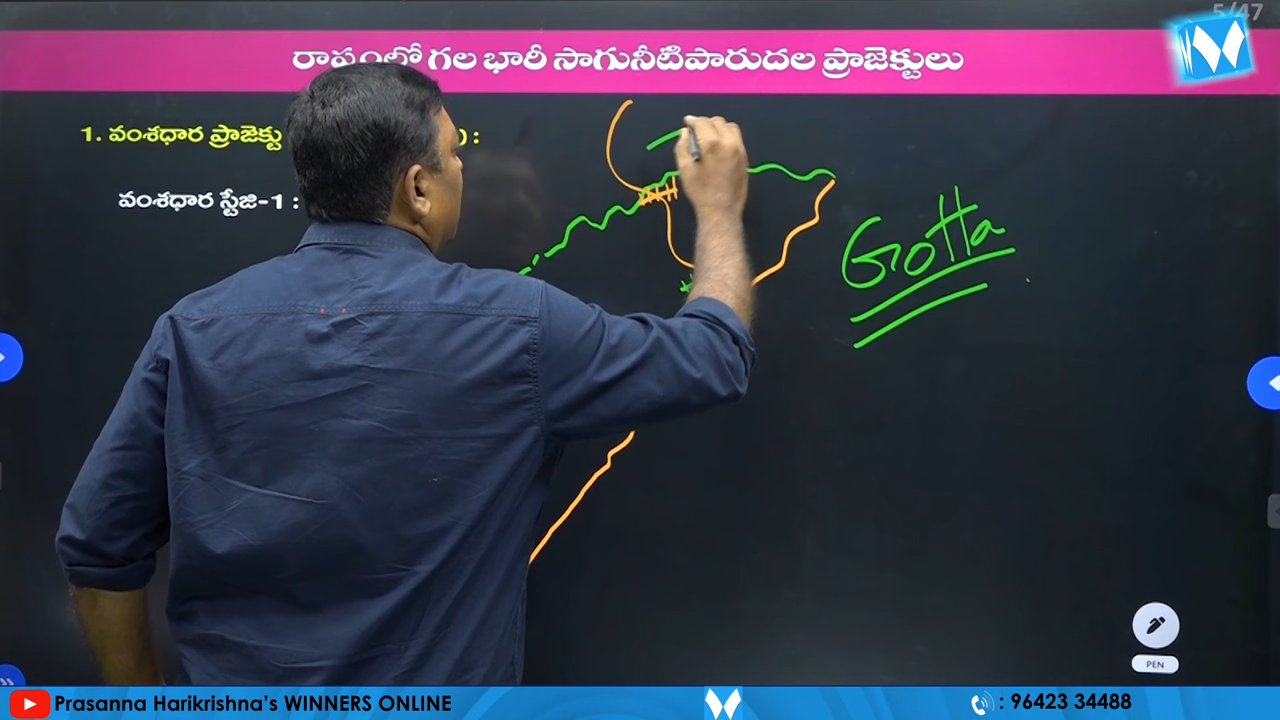 5/47
గల భారీ సాగునీటిపారుదల ప్రాజెక్టులు
1. వంశధార ప్రాజెక్టు :
వంశధార స్టేజి-1 :
Gotta
PEN
Prasanna Harikrishna's WINNERS ONLINE
: 96423 34488